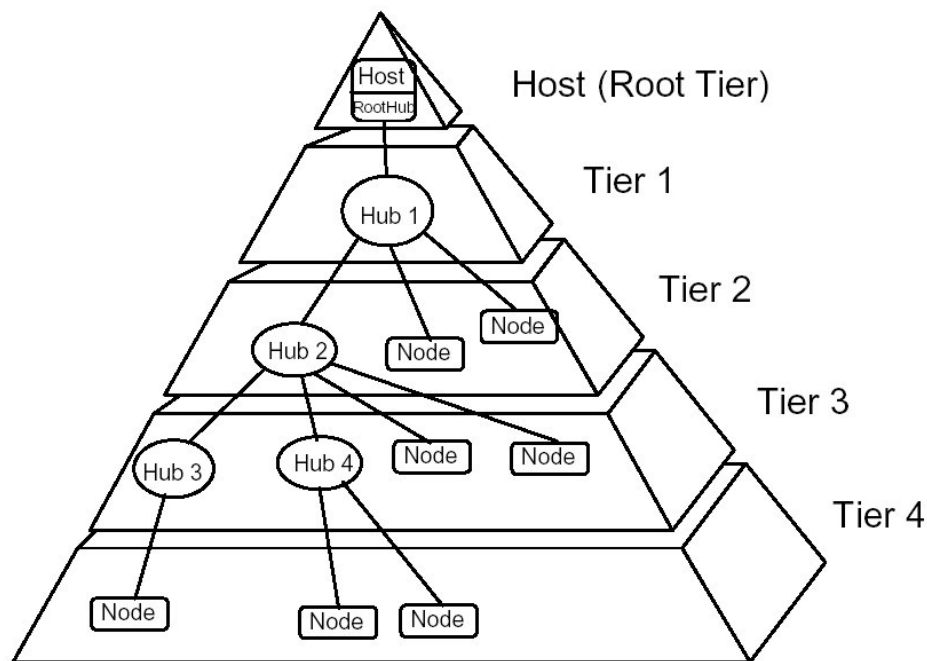 Host
RootHub
Host (Root Tier)
Hub 1
Tier 1
Hub 2
Node
Node
Tier 2
Hub 3
Hub 4
Node
Node
Tier 3
Node
Node
Node
Tier 4